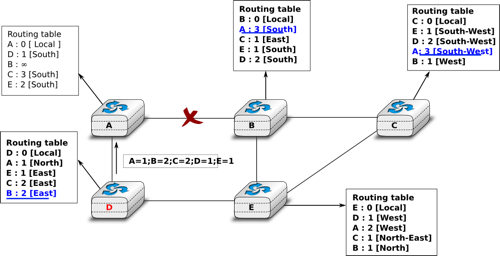 Routing table
A : 0 [ Local ]
D : 1 [South]
B : ∞
C : 3 [South]
E : 2 [South]
Routing table
B : 0 [Local]
A : 3 [South]
C : 1 [East]
E : 1 [South]
D : 2 [South]
Routing table
C : 0 [Local]
E : 1 [South-West]
D : 2 [South-West]
A: 3 [South-West]
B : 1 [West]
A
B
C
A=1;B=2;C=2;D=1;E=1
Routing table
D : 0 [Local]
A : 1 [North]
E : 1 [East]
C : 2 [East]
B : 2 [East]
D
E
Routing table
E : 0 [Local]
D : 1 [West]
A : 2 [West]
C : 1 [North-East]
B : 1 [North]